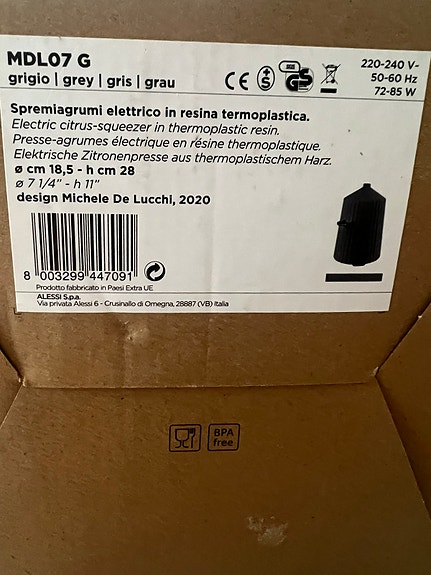 MDL07 G
grigio | grey | gris | grau
CE S GS
220-240 V~
50-60 Hz
72-85 W
Spremiagrumi elettrico in resina termoplastica.
Electric citrus-squeezer in thermoplastic resin.
Presse-agrumes électrique en résine thermoplastique.
Elektrische Zitronenpresse aus thermoplastischem Harz.
ø cm 18,5 - h cm 28
ø 7 1/4” - h 11”
design Michele De Lucchi, 2020
8 003299 447091
Prodotto fabbricato in Paesi Extra UE
ALESSI S.p.a.
Via privata Alessi 6 - Crusinallo di Omegna, 28887 (VB) Italia
BPA
free